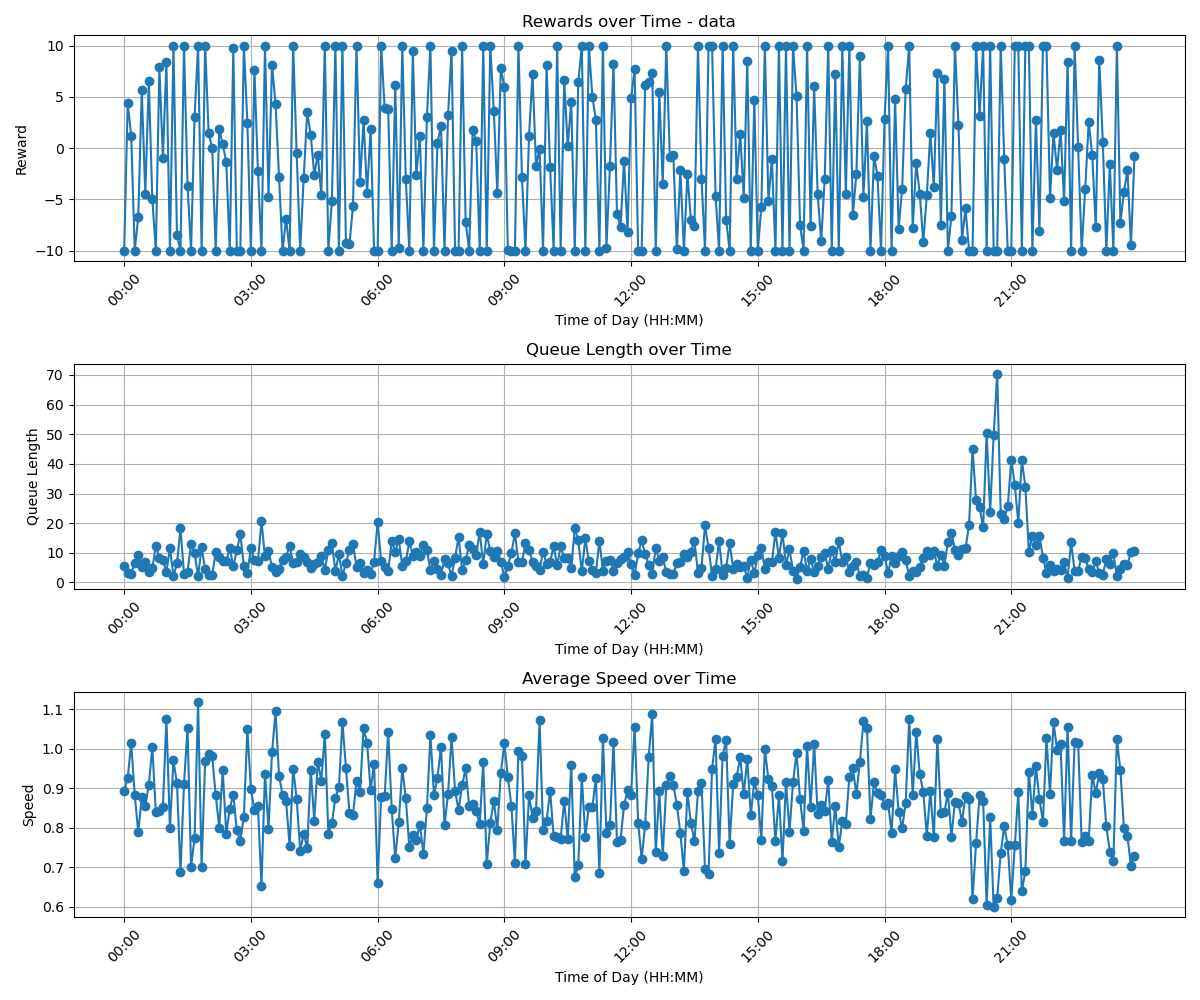 Rewards over Time - data
10
5
0
−5
−10
Reward
00:00 03:00 06:00 09:00 12:00 15:00 18:00 21:00
Time of Day (HH:MM)
Queue Length over Time
70
60
50
40
30
20
10
0
Queue Length
00:00 03:00 06:00 09:00 12:00 15:00 18:00 21:00
Time of Day (HH:MM)
Average Speed over Time
1.1
1.0
0.9
0.8
0.7
0.6
Speed
00:00 03:00 06:00 09:00 12:00 15:00 18:00 21:00
Time of Day (HH:MM)